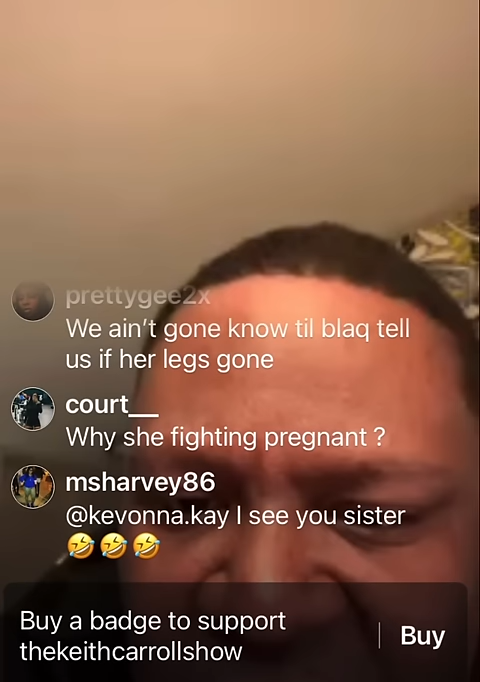 prettygee2x
We ain't gone know til blaq tell
us if her legs gone
court__
Why she fighting pregnant ?
msharvey86
@kevonna.kay I see you sister
🤣🤣🤣
Buy a badge to support
thekeithcarrollshow
Buy